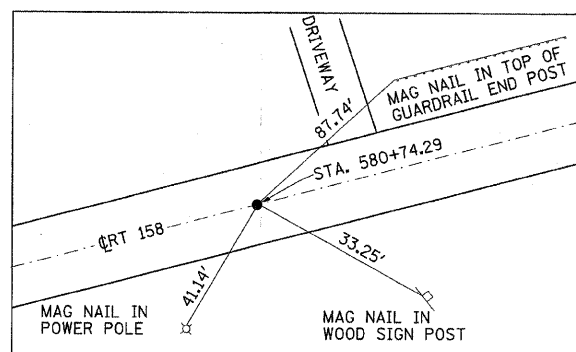 DRIVEWAY
MAG NAIL IN TOP OF
GUARDRAIL END POST
87.74'
STA. 580+74.29
℄RT 158
41.14'
33.25'
MAG NAIL IN
POWER POLE
MAG NAIL IN
WOOD SIGN POST